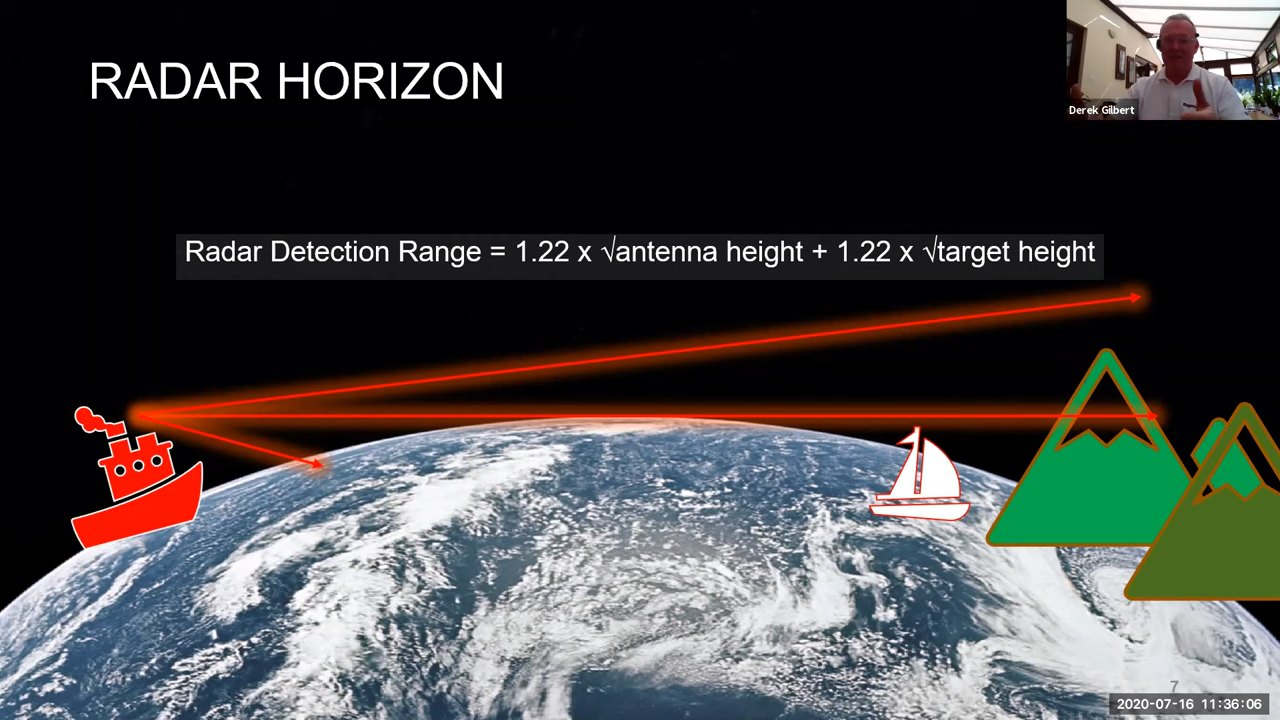 RADAR HORIZON
Derek Gilbert
Radar Detection Range = 1.22 x √antenna height + 1.22 x √target height
7
2020-07-16 11:36:06